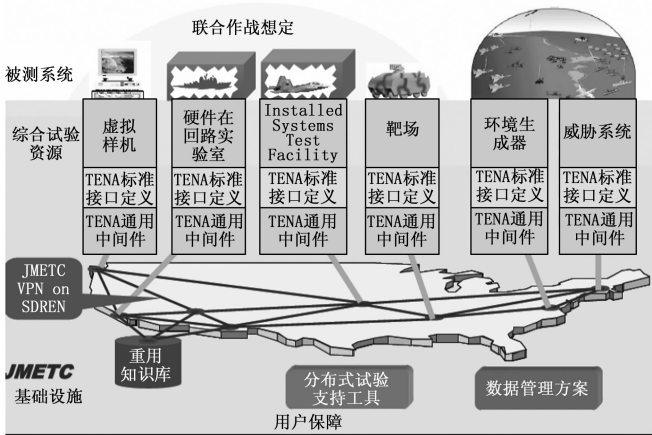 联合作战想定
被测系统
综合试验
资源
虚拟
样机
硬件在
回路实
验室
Installed
Systems
Test
Facility
靶场
环境生
成器
威胁系统
TENA标准
接口定义
TENA标准
接口定义
TENA标准
接口定义
TENA标准
接口定义
TENA标准
接口定义
TENA标准
接口定义
TENA通用
中间件
TENA通用
中间件
TENA通用
中间件
TENA通用
中间件
TENA通用
中间件
TENA通用
中间件
JMETC
VPN on
SDREN
重用
知识库
JMETC
基础设施
分布式试验
支持工具
数据管理方案
用户保障